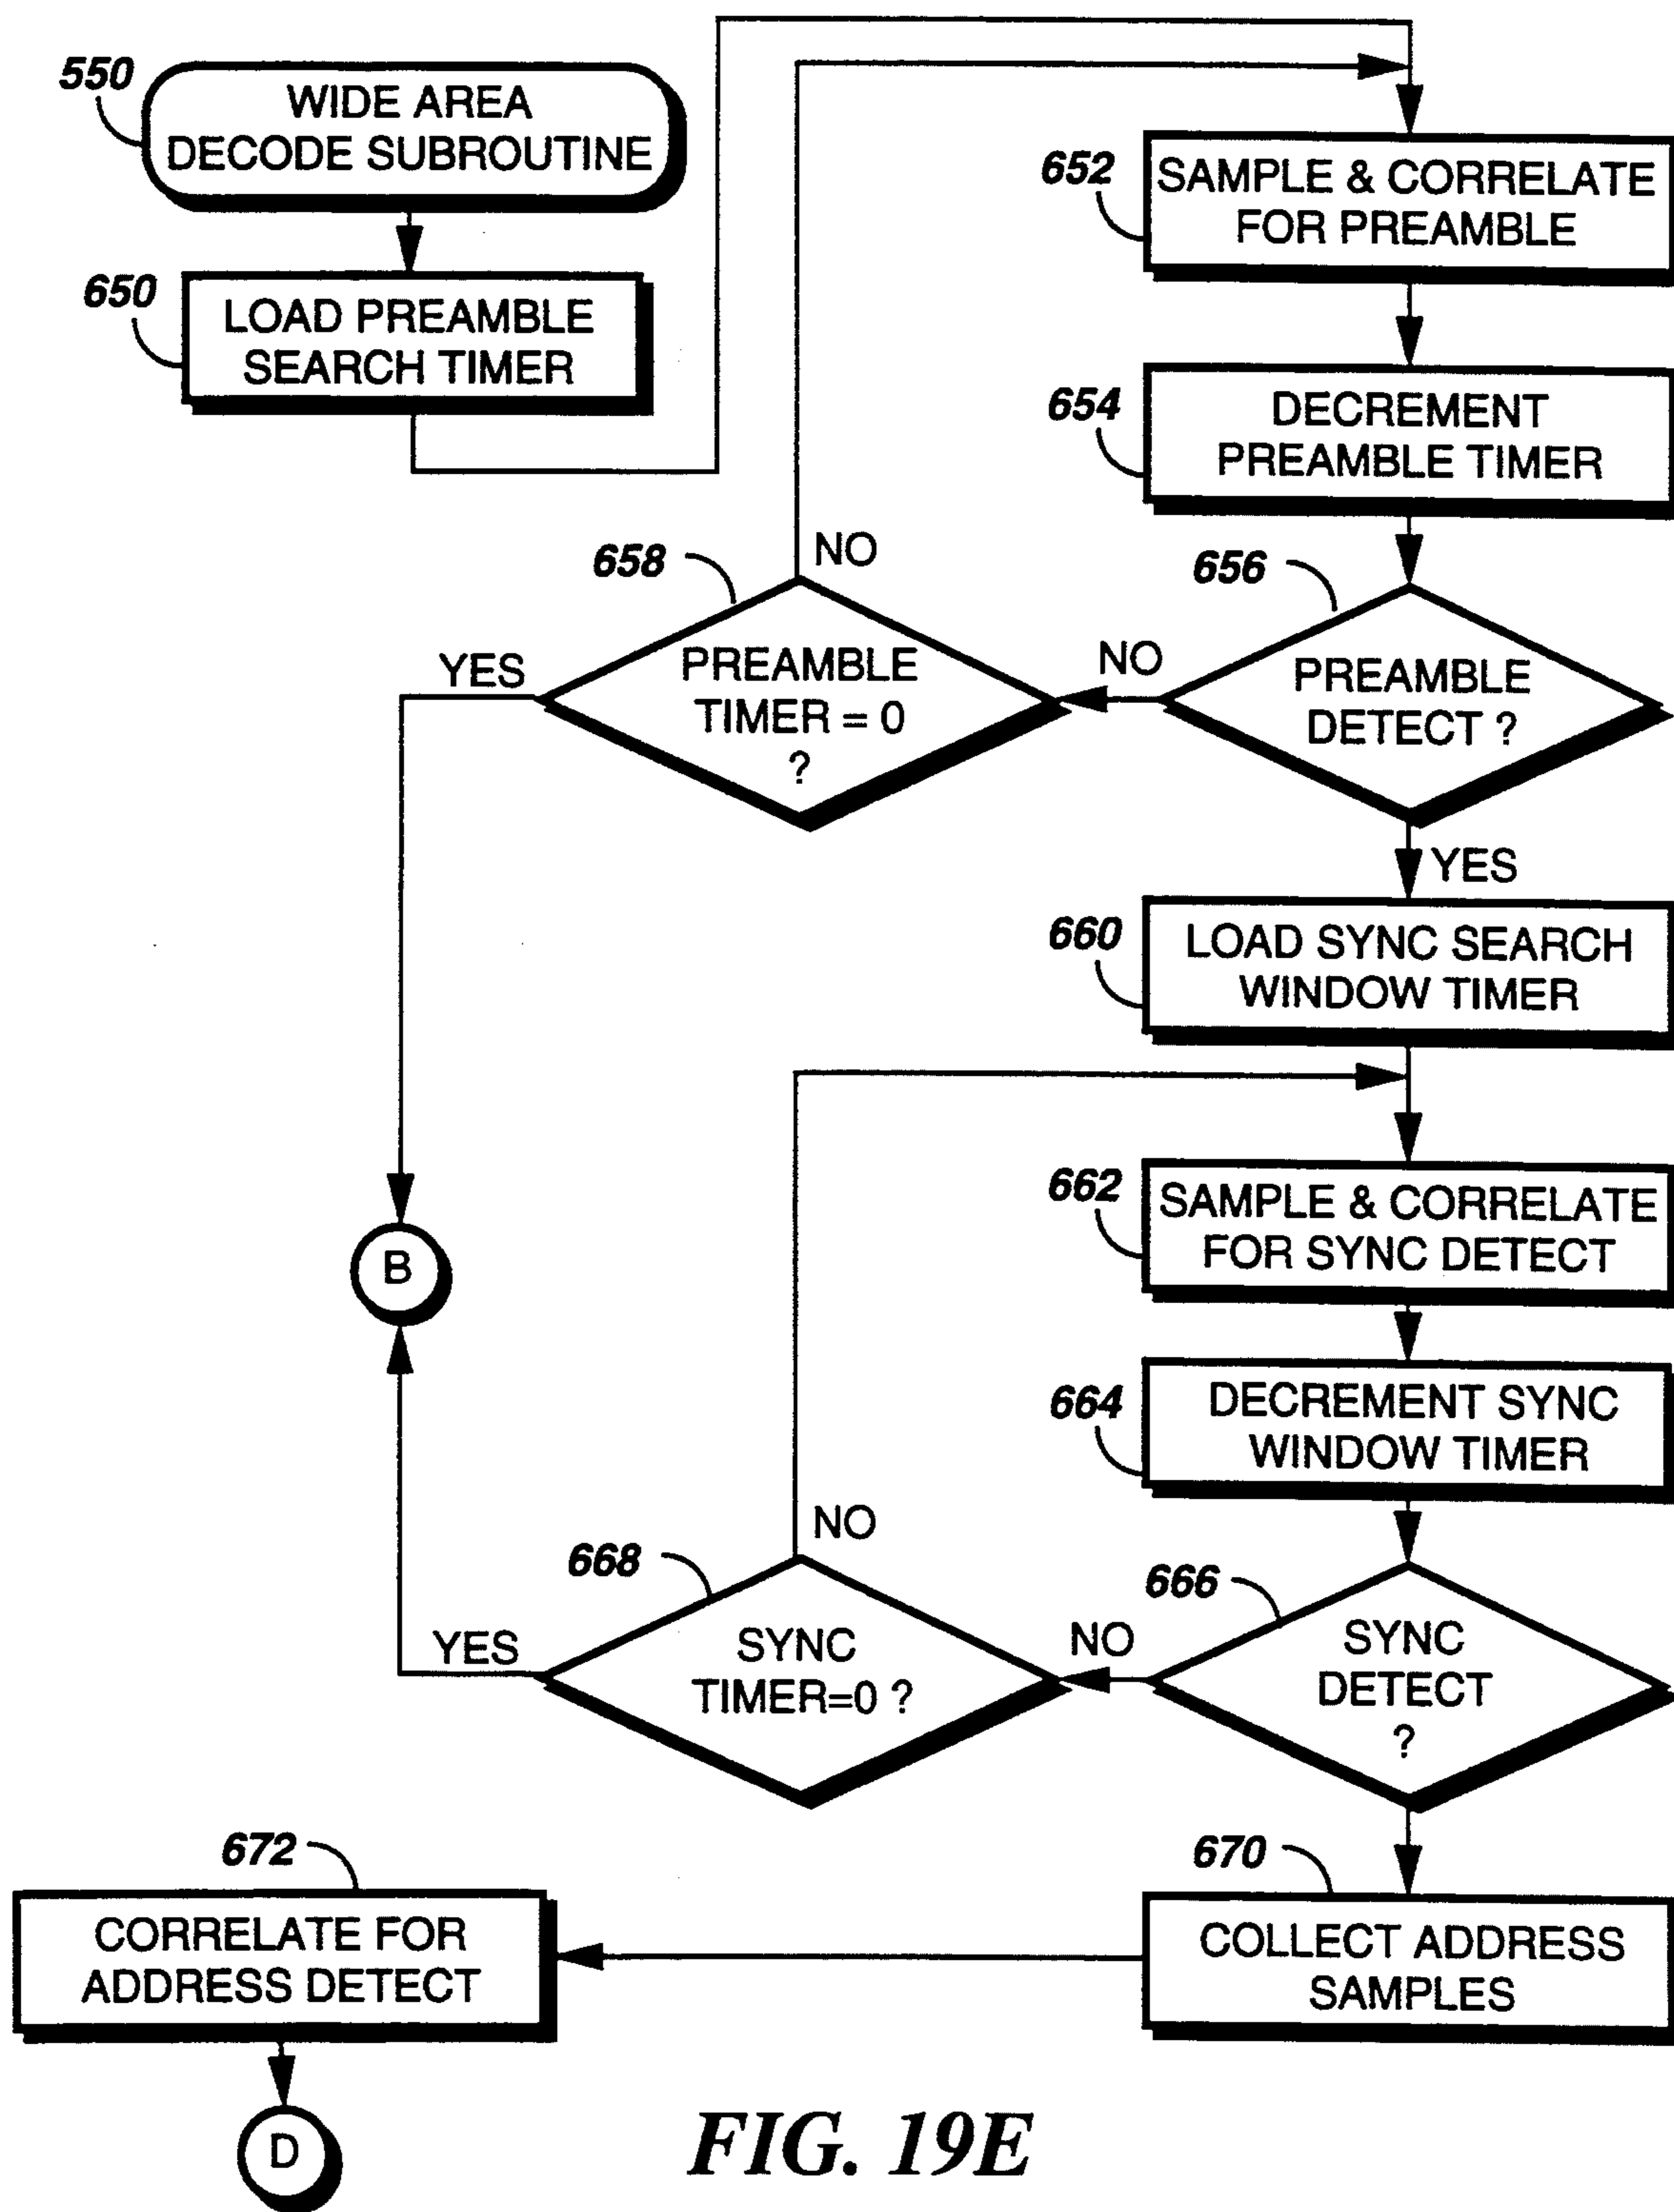 550
WIDE AREA
DECODE SUBROUTINE
650
LOAD PREAMBLE
SEARCH TIMER
652
SAMPLE & CORRELATE
FOR PREAMBLE
654
DECREMENT
PREAMBLE TIMER
656
PREAMBLE
DETECT ?
NO
YES
658
PREAMBLE
TIMER = 0
?
NO
YES
660
LOAD SYNC SEARCH
WINDOW TIMER
B
662
SAMPLE & CORRELATE
FOR SYNC DETECT
664
DECREMENT SYNC
WINDOW TIMER
666
SYNC
DETECT
?
NO
668
SYNC
TIMER=0 ?
NO
YES
670
COLLECT ADDRESS
SAMPLES
672
CORRELATE FOR
ADDRESS DETECT
D
FIG. 19E